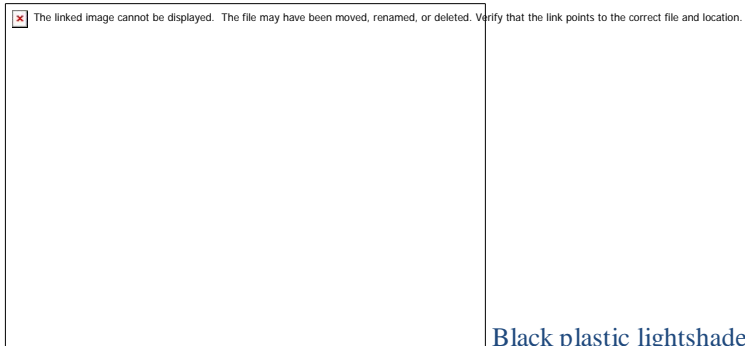 The linked image cannot be displayed.  The file may have been moved, renamed, or deleted. Verify that the link points to the correct file and location.
Black plastic lightshade